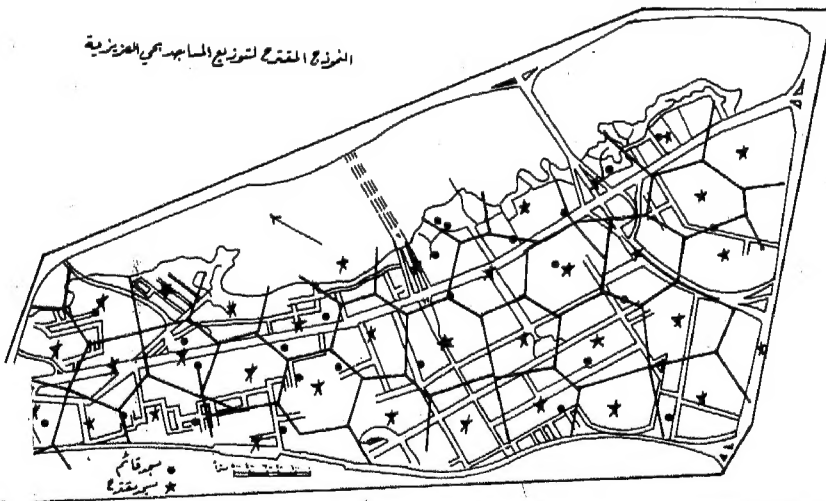 النموذج المقترح لتوزيع المساجد بحي العزيزية
مسجد قائم
مسجد مقترح